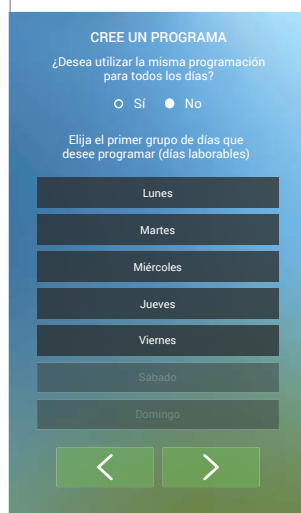 CREE UN PROGRAMA
¿Desea utilizar la misma programación
para todos los días?
Sí No
Elija el primer grupo de días que
desee programar (días laborables)
Lunes
Martes
Miércoles
Jueves
Viernes
Sábado
Domingo